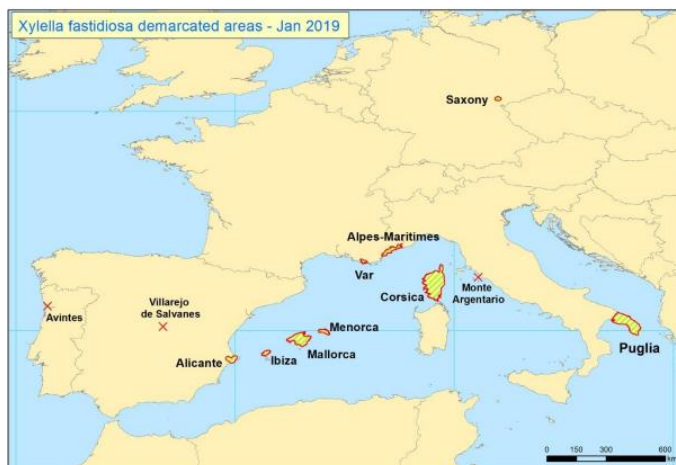 Xylella fastidiosa demarcated areas - Jan 2019
Saxony
Alpes-Maritimes
Var
Corsica
Monte
Argentario
Avintes
Villarejo
de Salvanes
Menorca
Mallorca
Ibiza
Alicante
Puglia
0 150 300 600
km